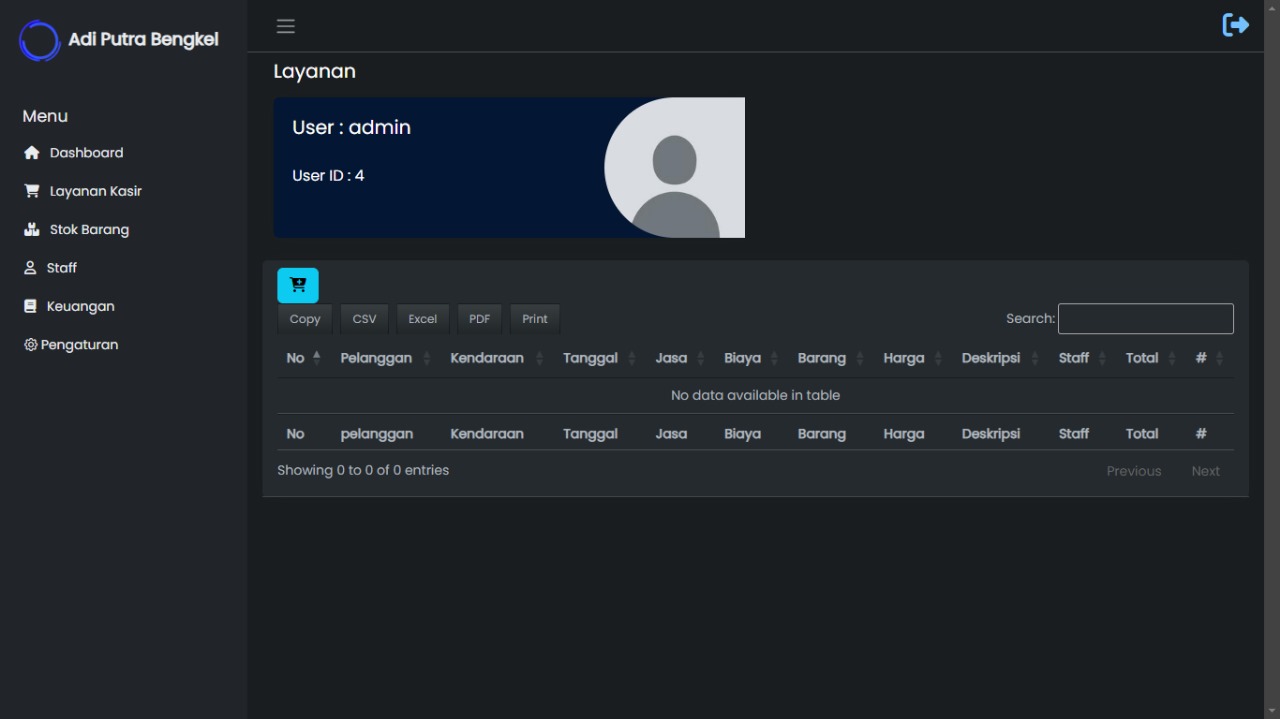 Adi Putra Bengkel
Menu
Dashboard
Layanan Kasir
Stok Barang
Staff
Keuangan
Pengaturan
Layanan
User : admin
User ID : 4
Copy CSV Excel PDF Print Search:
No Pelanggan Kendaraan Tanggal Jasa Biaya Barang Harga Deskripsi Staff Total #
No data available in table
No pelanggan Kendaraan Tanggal Jasa Biaya Barang Harga Deskripsi Staff Total #
Showing 0 to 0 of 0 entries Previous Next